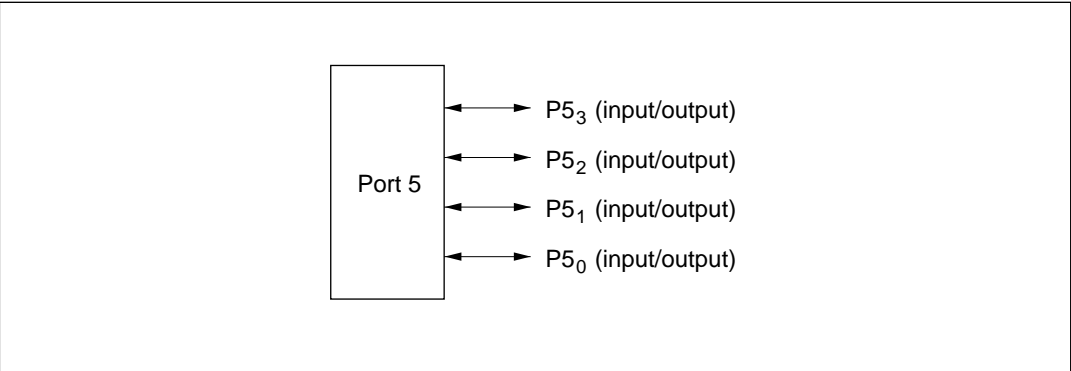 P5₃ (input/output)
P5₂ (input/output)
Port 5
P5₁ (input/output)
P5₀ (input/output)